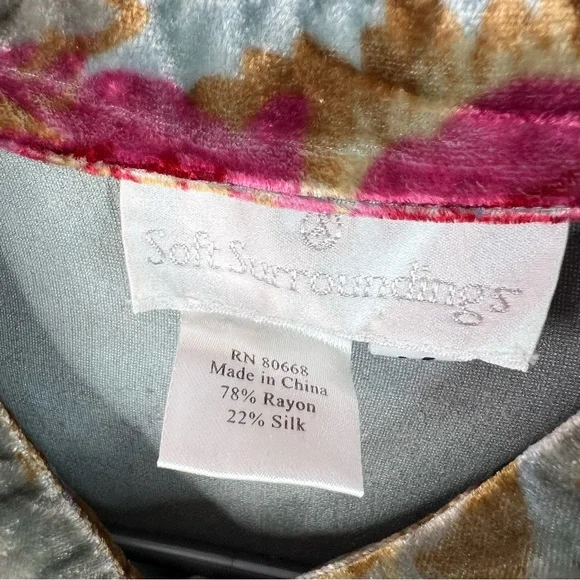 Soft Surroundings
RN 80668
Made in China
78% Rayon
22% Silk